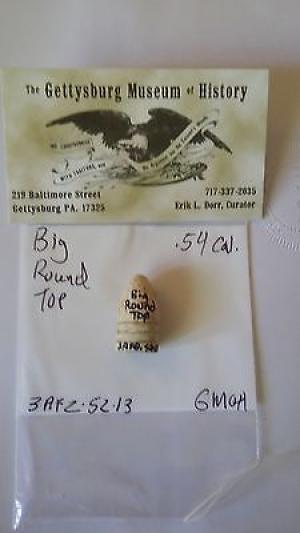 The Gettysburg Museum of History
219 Baltimore Street
Gettysburg PA. 17325
717-337-2035
Erik L. Dorr, Curator
Big
Round
Top
.54 Cal.
Big
Round
Top
3AF2-52-13
GMOH